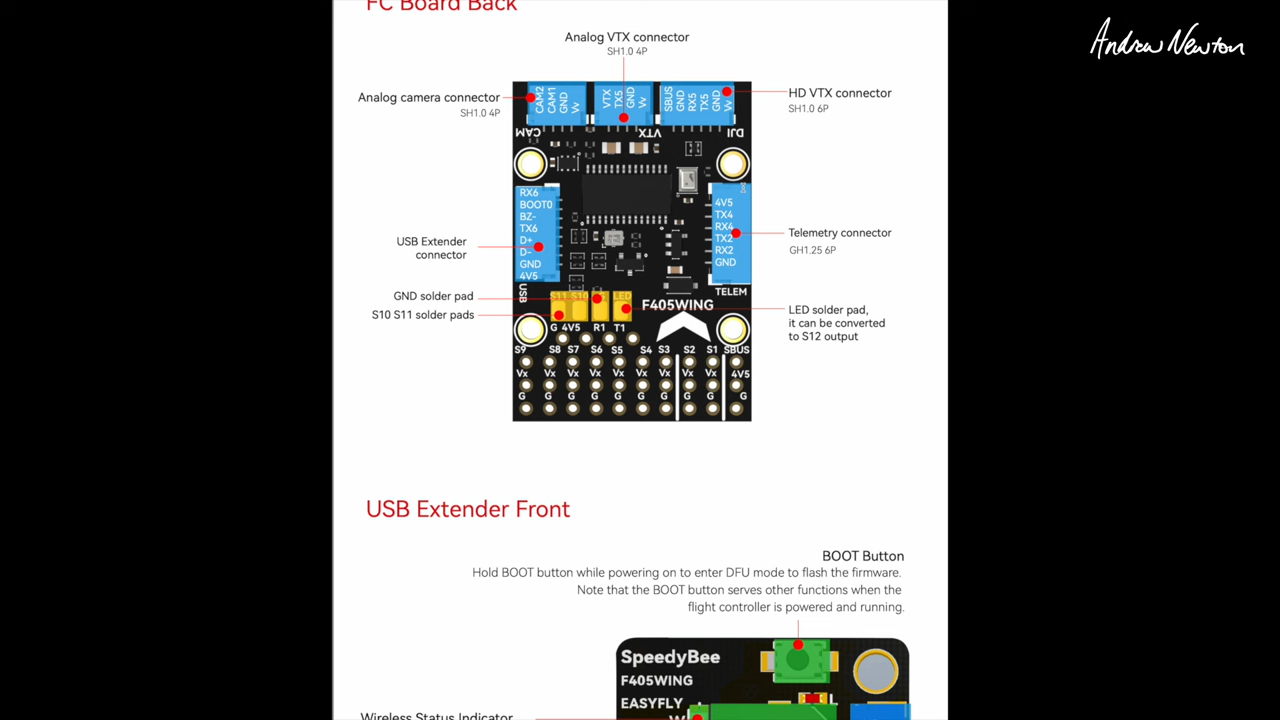 FC Board Back
Andrew Newton
Analog VTX connector
SH1.0 4P
Analog camera connector
SH1.0 4P
HD VTX connector
SH1.0 6P
CAM2
CAM1
GND
Vv
VTX
TX5
GND
Vv
SBUS
GND
RX5
TX5
GND
Vv
CAM
VTX
DJI
RX6
BOOT0
BZ-
TX6
D+
D-
GND
4V5
USB
4V5
TX4
RX4
TX2
RX2
GND
TELEM
USB Extender
connector
Telemetry connector
GH1.25 6P
GND solder pad
S10 S11 solder pads
LED solder pad,
it can be converted
to S12 output
S11 S10 LED
F405WING
G 4V5 R1 T1
S9 S8 S7 S6 S5 S4 S3 S2 S1 SBUS
Vx Vx Vx Vx Vx Vx Vx Vx 4V5
G G G G G G G G G
USB Extender Front
BOOT Button
Hold BOOT button while powering on to enter DFU mode to flash the firmware.
Note that the BOOT button serves other functions when the
flight controller is powered and running.
SpeedyBee
F405WING
EASYFLY
Wireless Status Indicator
W
L